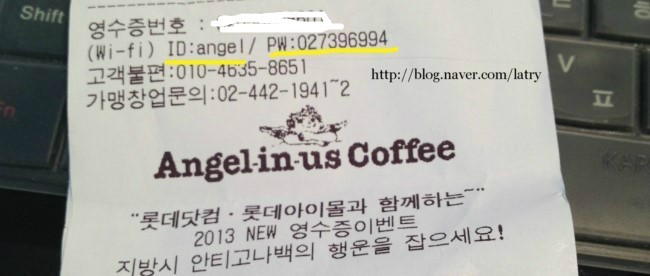 Shift
영수증번호 :
(Wi-fi) ID:angel/ PW:027396994
고객불편:010-4635-8651
http://blog.naver.com/latry
가맹창업문의:02-442-1941~2
V
ㅍ
Angel·in·us Coffee
"롯데닷컴·롯데아이몰과 함께하는~"
2013 NEW 영수증이벤트
지방시 안티고나백의 행운을 잡으세요!